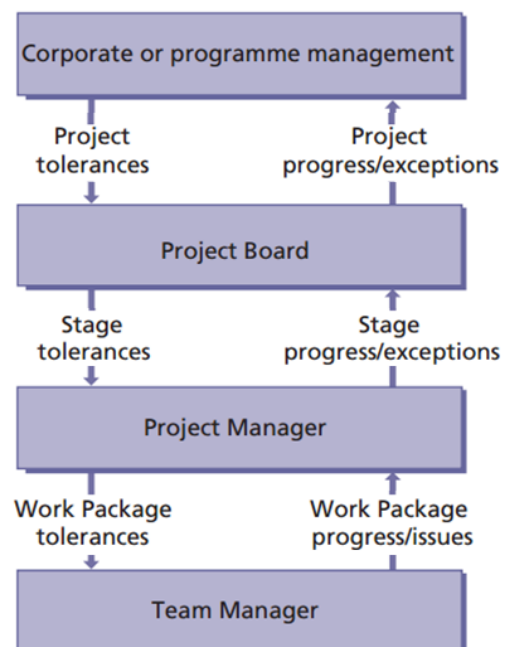 Corporate or programme management
Project
tolerances
Project
progress/exceptions
Project Board
Stage
tolerances
Stage
progress/exceptions
Project Manager
Work Package
tolerances
Work Package
progress/issues
Team Manager